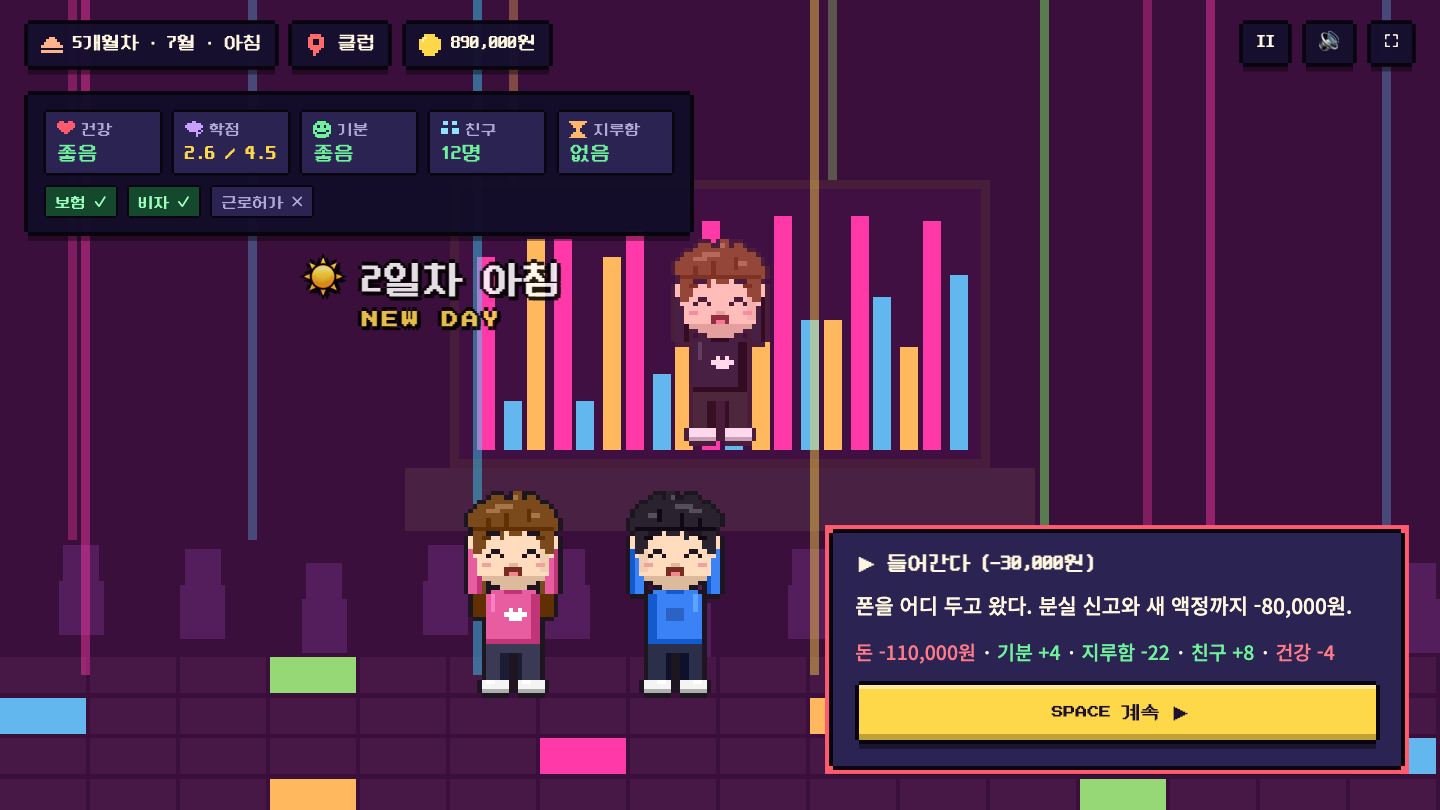 5개월차 · 7월 · 아침
클럽
890,000원
II
건강
좋음
학점
2.6 / 4.5
기분
좋음
친구
12명
지루함
없음
보험 ✓
비자 ✓
근로허가 ✕
2일차 아침
NEW DAY
▶ 들어간다 (-30,000원)
폰을 어디 두고 왔다. 분실 신고와 새 액정까지 -80,000원.
돈 -110,000원 · 기분 +4 · 지루함 -22 · 친구 +8 · 건강 -4
SPACE 계속 ▶